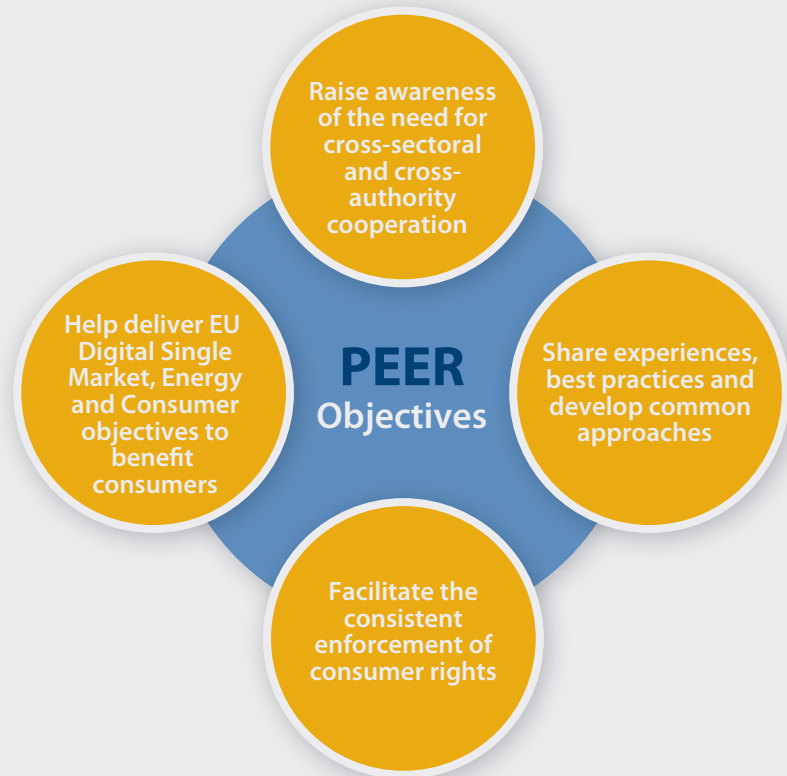 Raise awareness
of the need for
cross-sectoral
and cross-
authority
cooperation
Help deliver EU
Digital Single
Market, Energy
and Consumer
objectives to
benefit
consumers
PEER
Objectives
Share experiences,
best practices and
develop common
approaches
Facilitate the
consistent
enforcement of
consumer rights